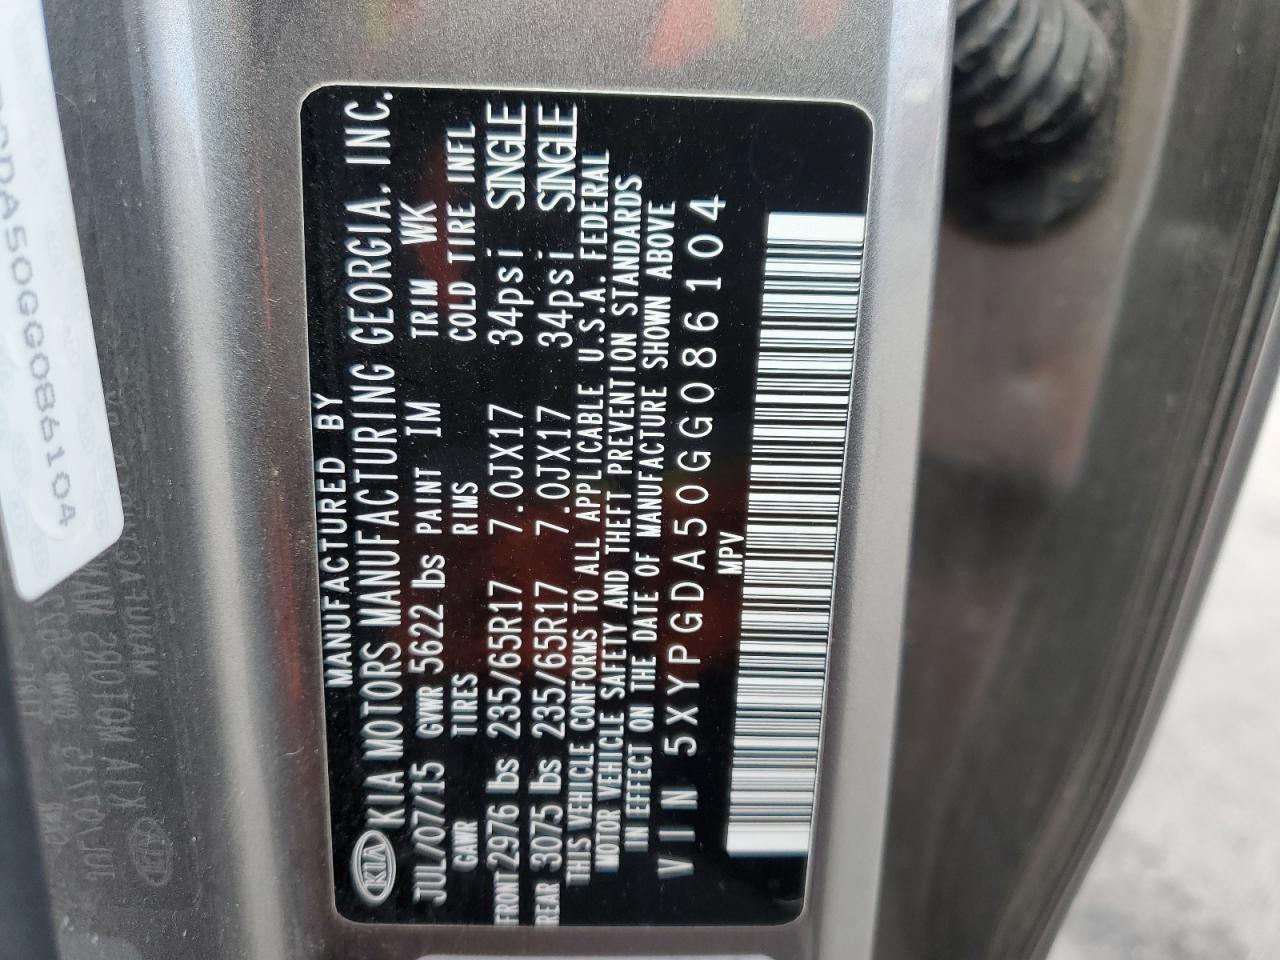 MANUFACTURED BY
KIA KIA MOTORS MANUFACTURING GEORGIA, INC.
JUL/07/15 GVWR 5622 lbs PAINT IM TRIM WK
GAWR TIRES RIMS COLD TIRE INFL
FRONT 2976 lbs 235/65R17 7.0JX17 34psi SINGLE
REAR 3075 lbs 235/65R17 7.0JX17 34psi SINGLE
THIS VEHICLE CONFORMS TO ALL APPLICABLE U.S.A. FEDERAL
MOTOR VEHICLE SAFETY AND THEFT PREVENTION STANDARDS
IN EFFECT ON THE DATE OF MANUFACTURE SHOWN ABOVE
VIN 5XYPGDA50GG086104
MPV
GDA50GG086104